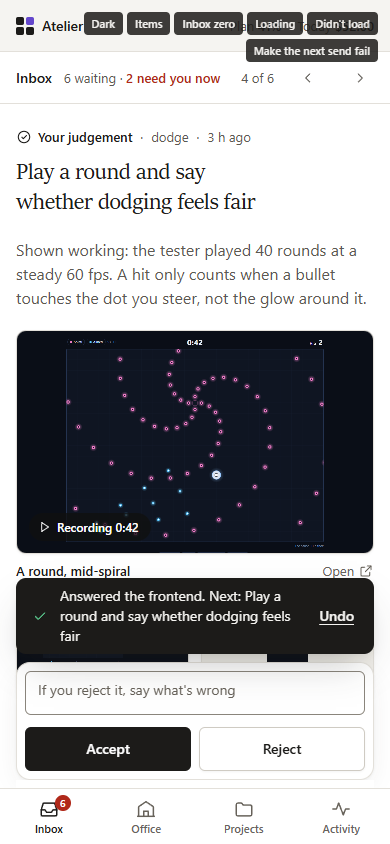 Atelier
Dark
Items
Inbox zero
Loading
Didn't load
Make the next send fail
Inbox
6 waiting · 2 need you now
4 of 6
Your judgement · dodge · 3 h ago
Play a round and say
whether dodging feels fair
Shown working: the tester played 40 rounds at a
steady 60 fps. A hit only counts when a bullet
touches the dot you steer, not the glow around it.
0:42
2
Recording 0:42
A round, mid-spiral
Open
Answered the frontend. Next: Play a
round and say whether dodging feels
fair
Undo
If you reject it, say what's wrong
Accept
Reject
6
Inbox
Office
Projects
Activity